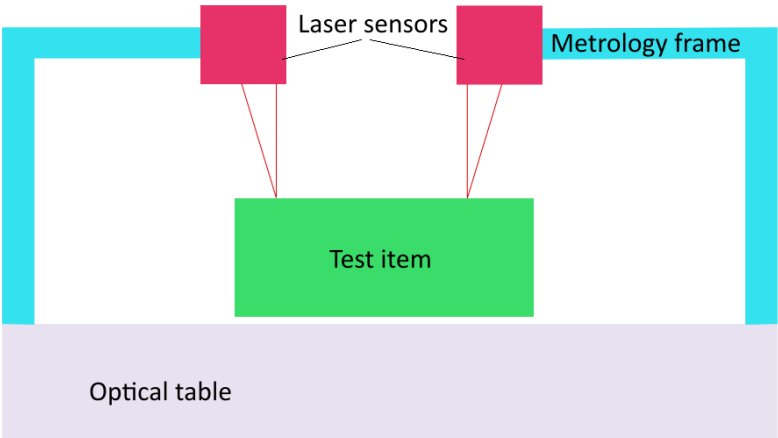 Laser sensors
Metrology frame
Test item
Optical table